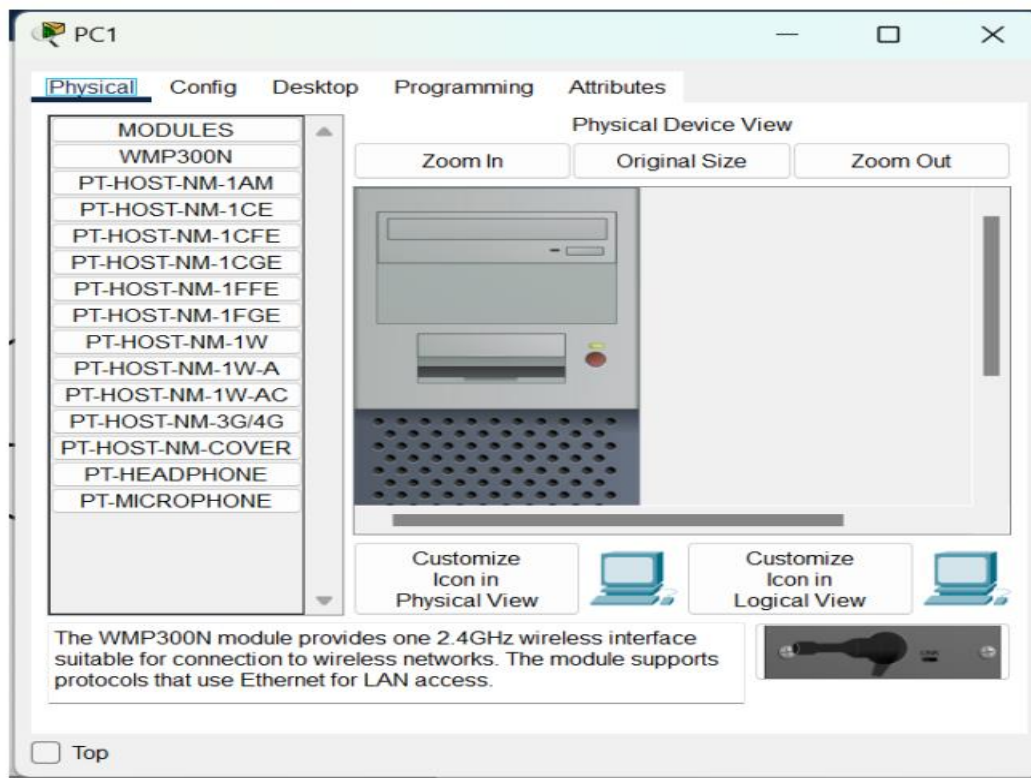 PC1
Physical Config Desktop Programming Attributes
MODULES
WMP300N
PT-HOST-NM-1AM
PT-HOST-NM-1CE
PT-HOST-NM-1CFE
PT-HOST-NM-1CGE
PT-HOST-NM-1FFE
PT-HOST-NM-1FGE
PT-HOST-NM-1W
PT-HOST-NM-1W-A
PT-HOST-NM-1W-AC
PT-HOST-NM-3G/4G
PT-HOST-NM-COVER
PT-HEADPHONE
PT-MICROPHONE
Physical Device View
Zoom In Original Size Zoom Out
Customize
Icon in
Physical View
Customize
Icon in
Logical View
The WMP300N module provides one 2.4GHz wireless interface
suitable for connection to wireless networks. The module supports
protocols that use Ethernet for LAN access.
LINK
Top